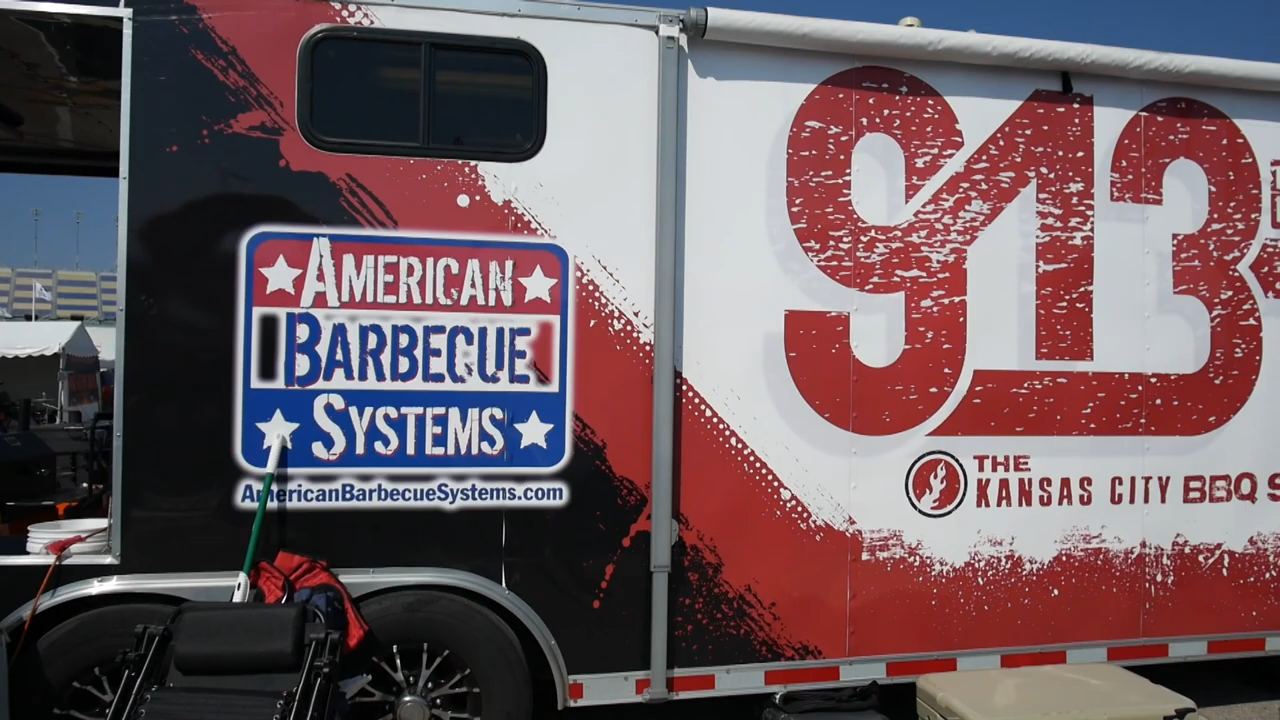 American
Barbecue
Systems
AmericanBarbecueSystems.com
913
THE
KANSAS CITY BBQ